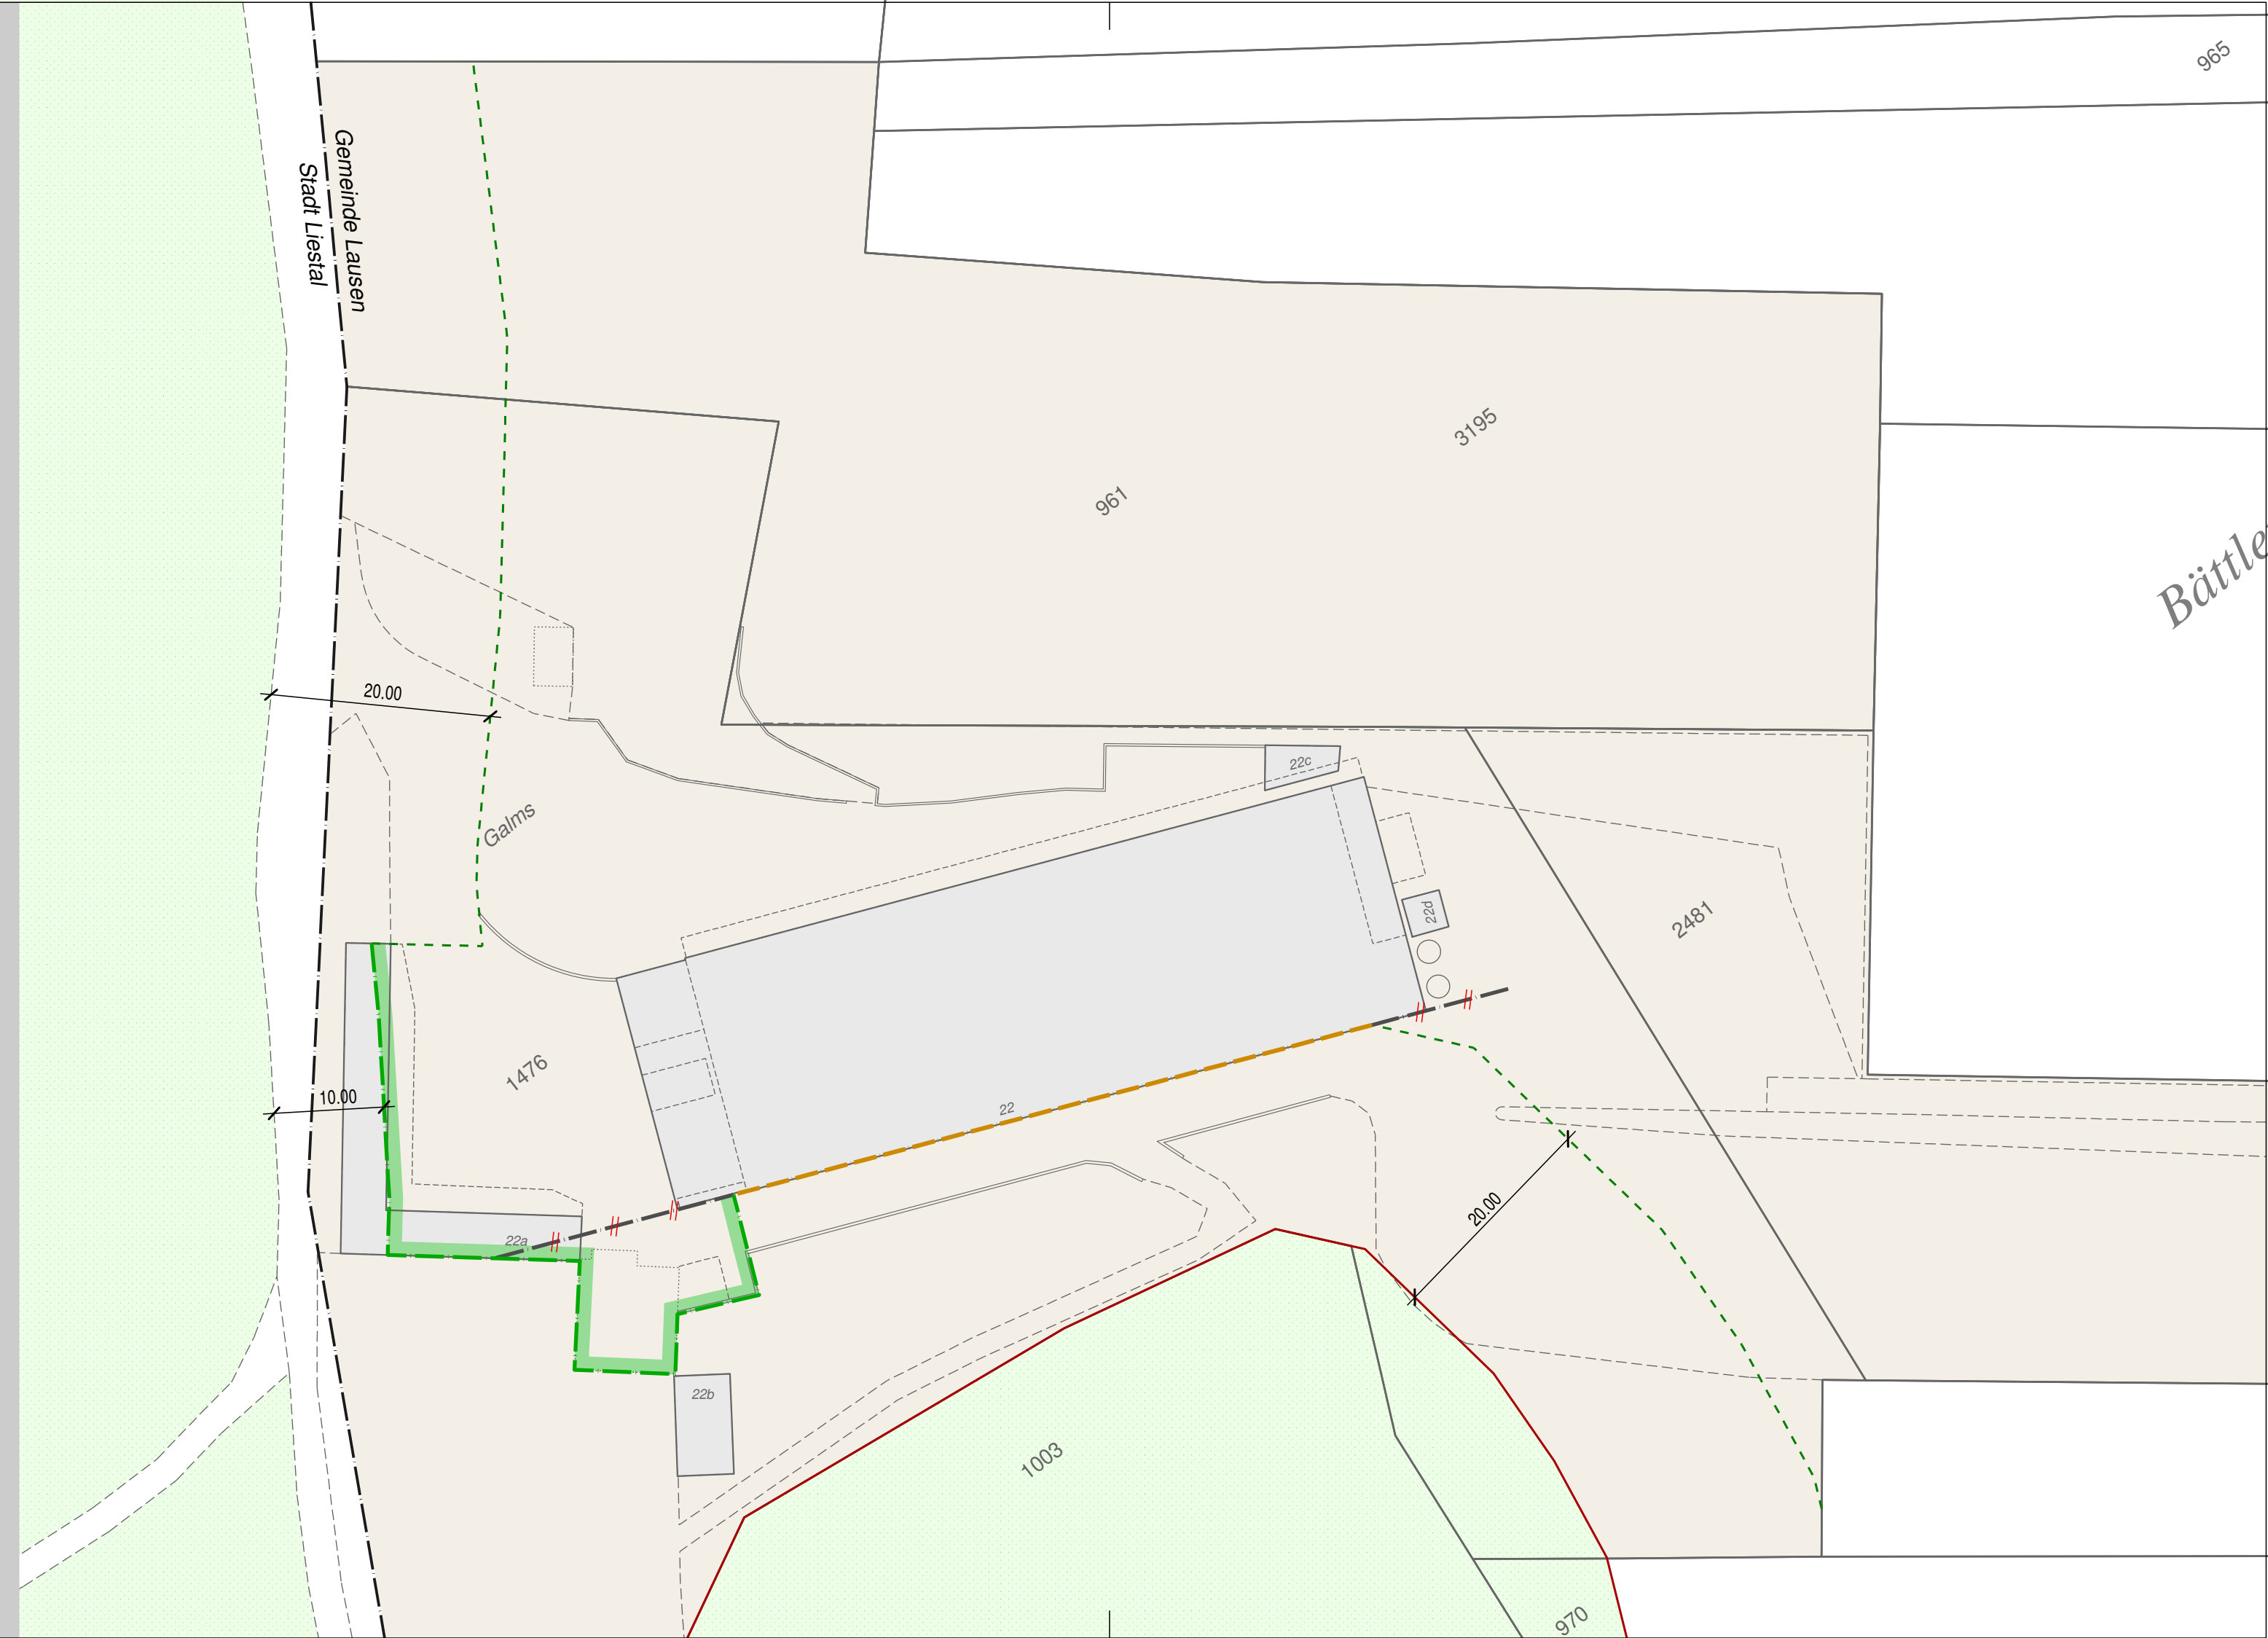 965
Gemeinde Lausen
Stadt Liestal
3195
961
Bättle
20.00
22c
Galms
22d
2481
1476
10.00
22
20.00
22a
22b
1003
970